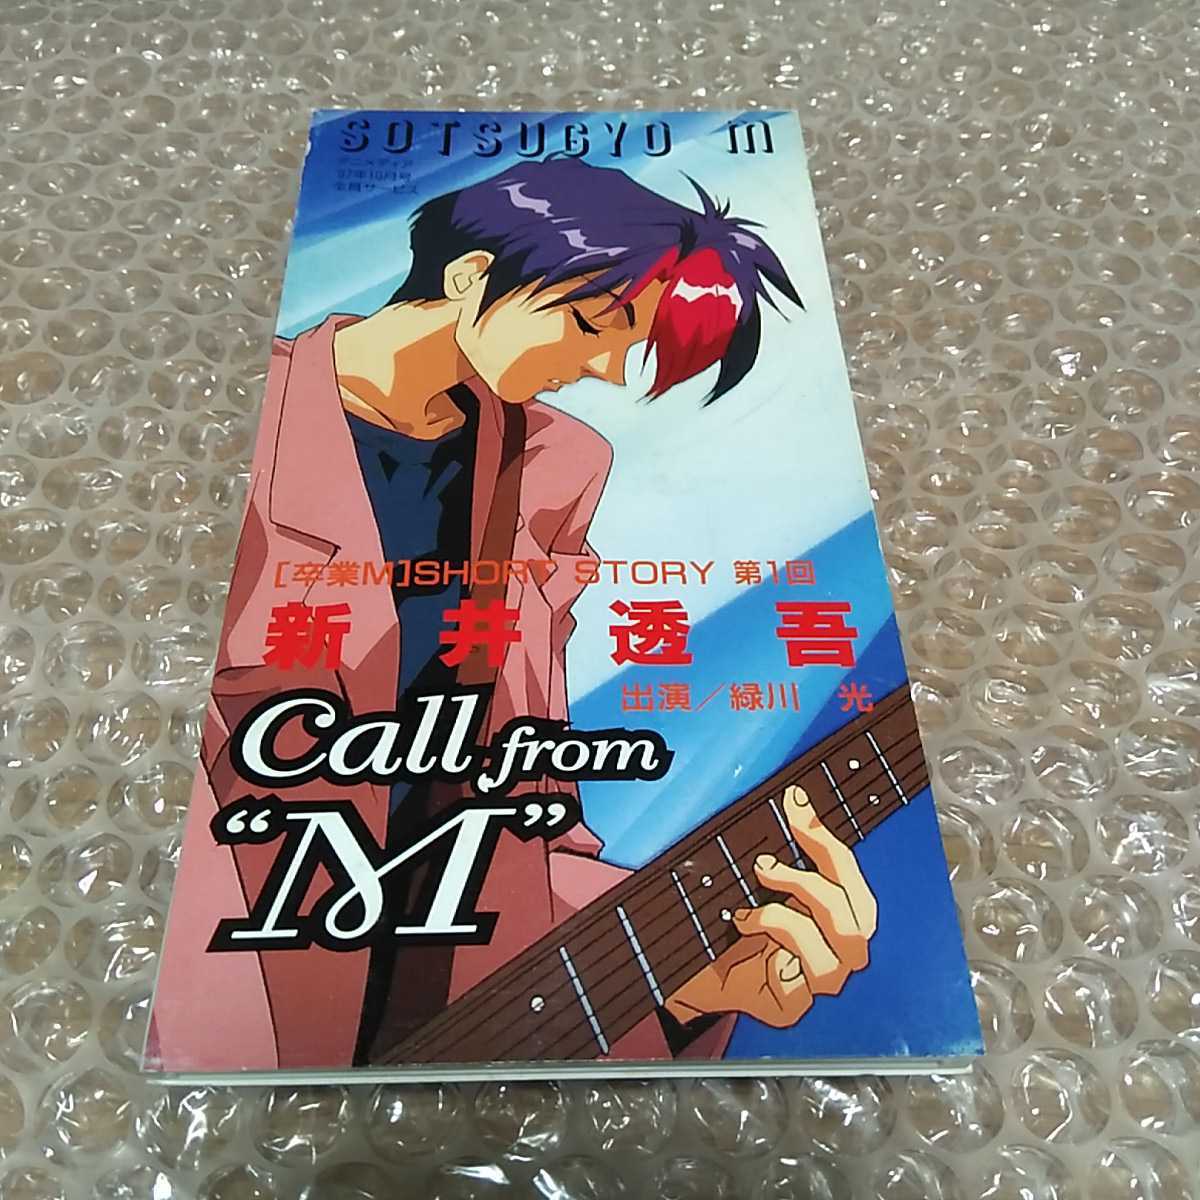 SOTSUGYO M
アニメディア
'97年10月号
全員サービス
[卒業M]SHORT STORY 第1回
新井透吾
出演／緑川 光
Call from
"M"